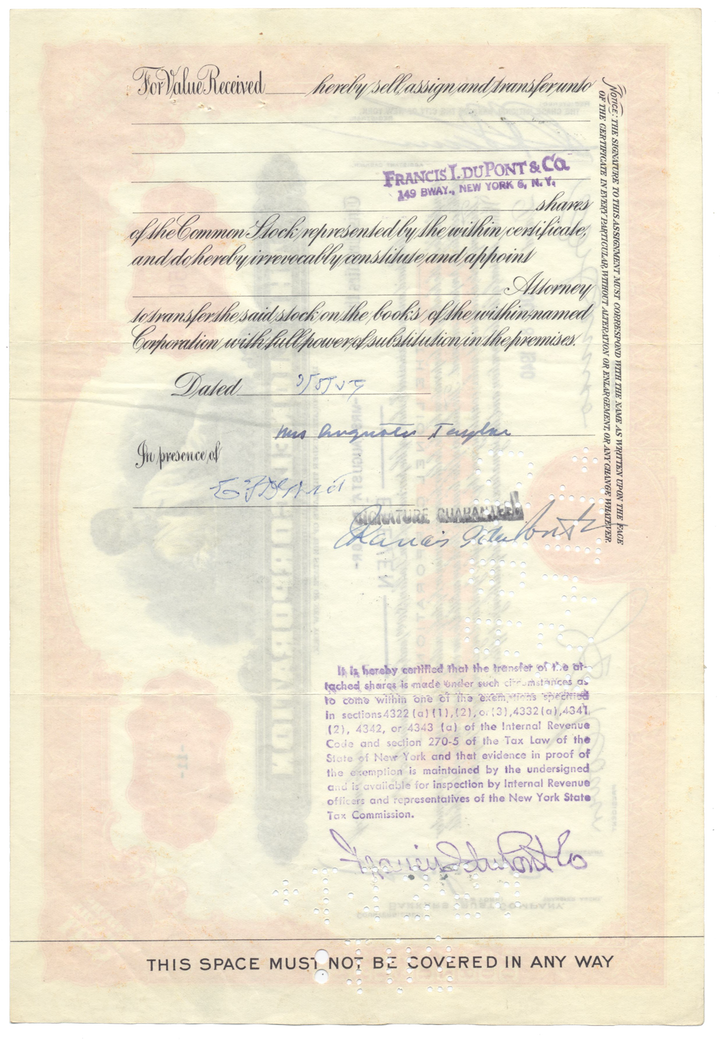 For Value Received hereby sell assign and transfer unto
FRANCIS I. DUPONT & CO.
149 BWAY., NEW YORK 5, N. Y.
shares
of the Common Stock represented by the within certificate,
and do hereby irrevocably constitute and appoint
Attorney
to transfer the said stock on the books of the within named
Corporation with full power of substitution in the premises.
Dated
Mrs Augusta Taylor
In presence of
SIGNATURE GUARANTEED
Francis I duPont
It is hereby certified that the transfer of the at-
tached shares is made under such circumstances as
to come within one of the exemptions specified
in sections 4322 (a) (1), (2), or (3), 4332 (a), 4341
(2), 4342, or 4343 (a) of the Internal Revenue
Code and section 270-5 of the Tax Law of the
State of New York and that evidence in proof of
the exemption is maintained by the undersigned
and is available for inspection by Internal Revenue
officers and representatives of the New York State
Tax Commission.
Francis I duPont Co
THIS SPACE MUST NOT BE COVERED IN ANY WAY
Notice: THE SIGNATURE TO THIS ASSIGNMENT MUST CORRESPOND WITH THE NAME AS WRITTEN UPON THE FACE
OF THE CERTIFICATE IN EVERY PARTICULAR WITHOUT ALTERATION OR ENLARGEMENT OR ANY CHANGE WHATEVER.